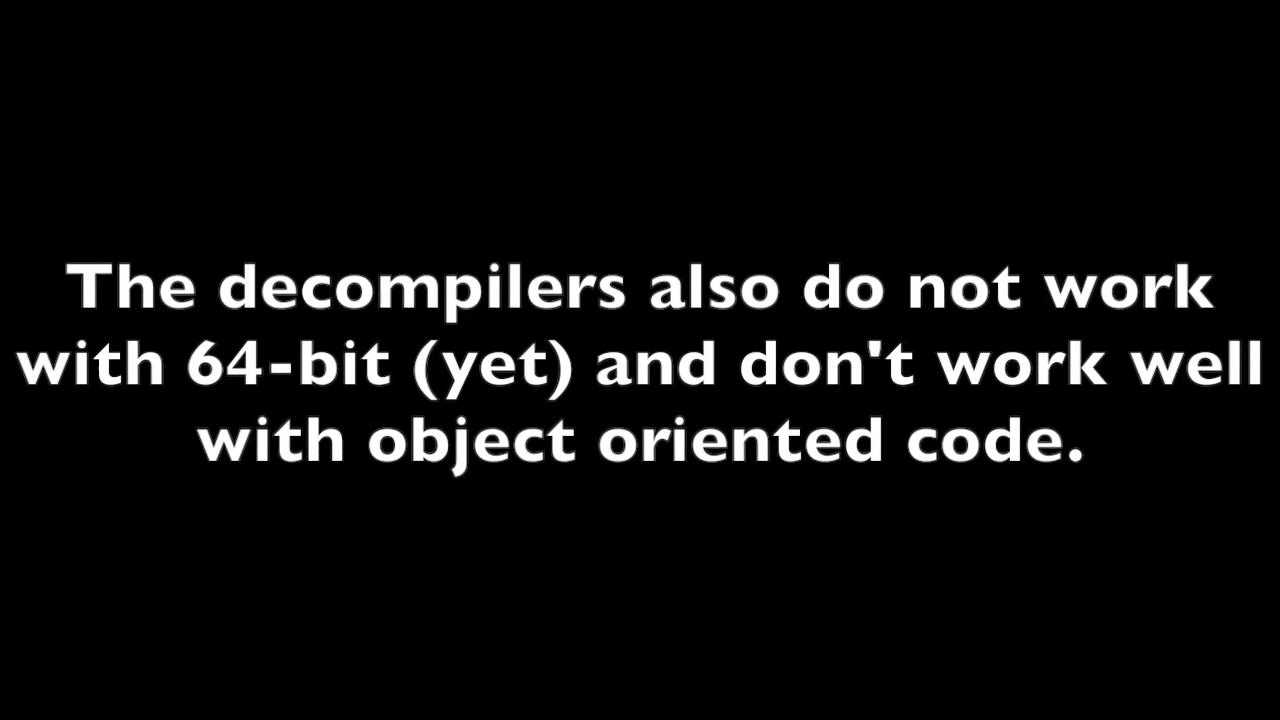 The decompilers also do not work
with 64-bit (yet) and don't work well
with object oriented code.